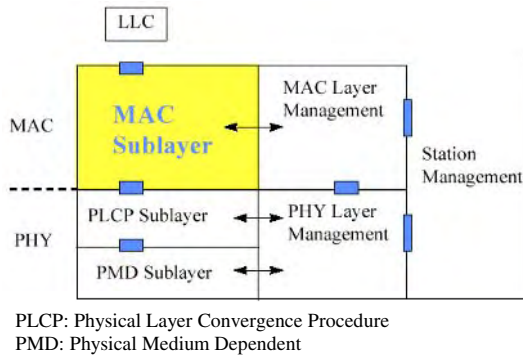 LLC
MAC
MAC
Sublayer
MAC Layer
Management
Station
Management
PHY
PLCP Sublayer
PHY Layer
Management
PMD Sublayer
PLCP: Physical Layer Convergence Procedure
PMD: Physical Medium Dependent